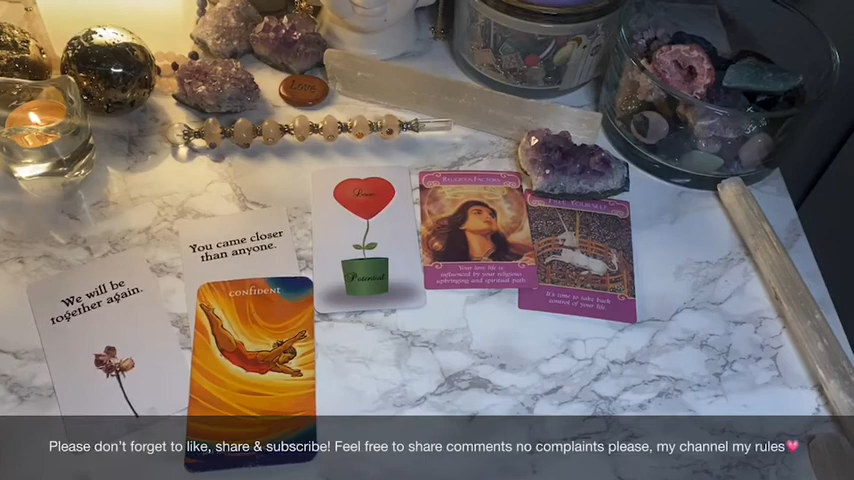 LOVE
We will be
together again.
You came closer
than anyone.
CONFIDENT
Love
Potential
RELIGIOUS FACTORS
Your love life is
influenced by your religious
upbringing and spiritual path.
FREE YOURSELF
It's time to take back
control of your life.
Please don't forget to like, share & subscribe! Feel free to share comments no complaints please, my channel my rules💗